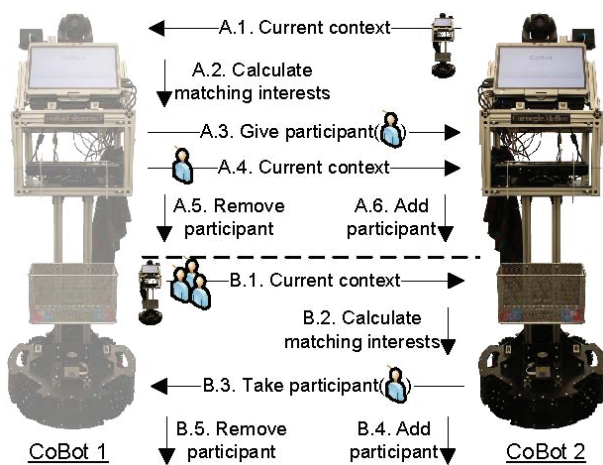 A.1. Current context
A.2. Calculate
matching interests
A.3. Give participant( )
A.4. Current context
A.5. Remove
participant
A.6. Add
participant
B.1. Current context
B.2. Calculate
matching interests
B.3. Take participant( )
B.5. Remove
participant
B.4. Add
participant
CoBot 1
CoBot 2
Carnegie Mellon